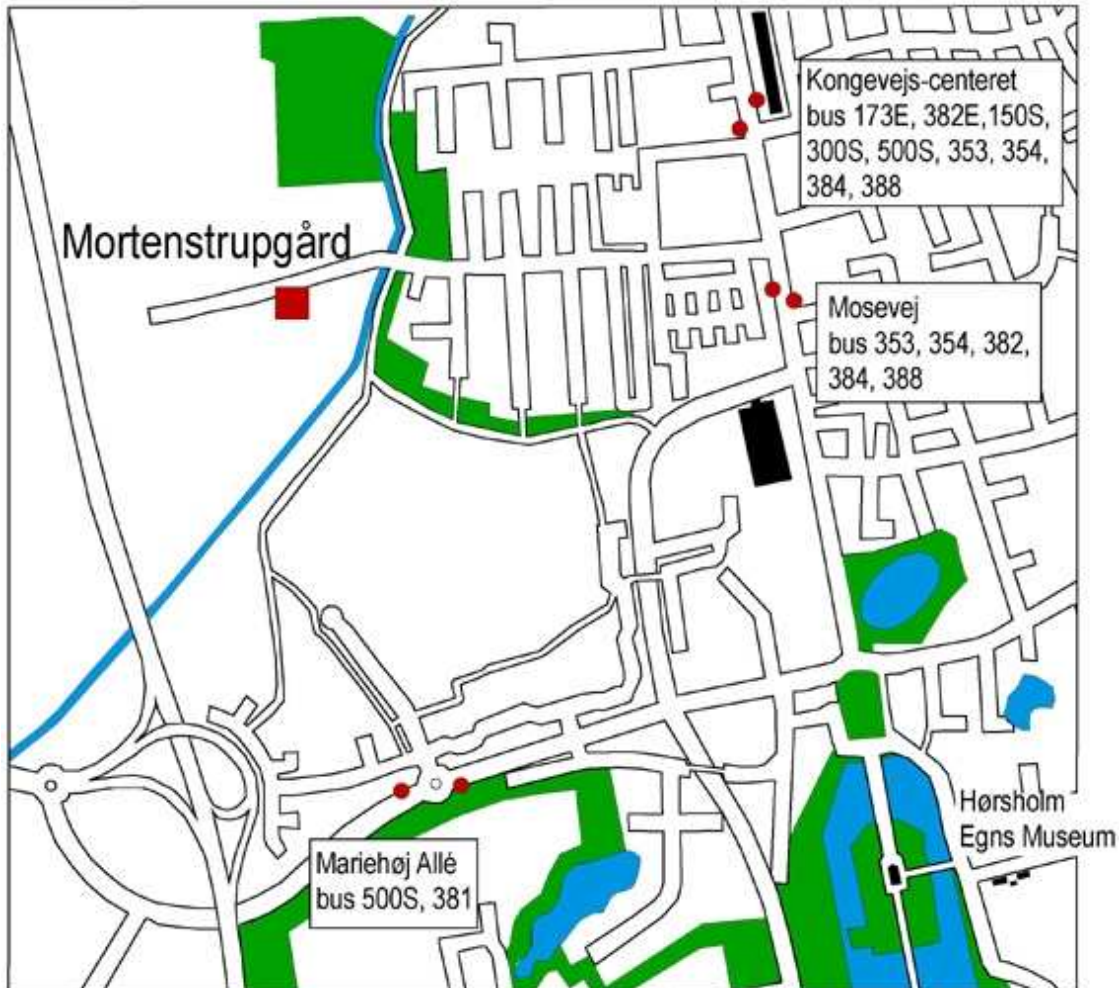 Kongevejs-centeret
bus 173E, 382E,150S,
300S, 500S, 353, 354,
384, 388
Mortenstrupgård
Mosevej
bus 353, 354, 382,
384, 388
Hørsholm
Egns Museum
Mariehøj Allé
bus 500S, 381